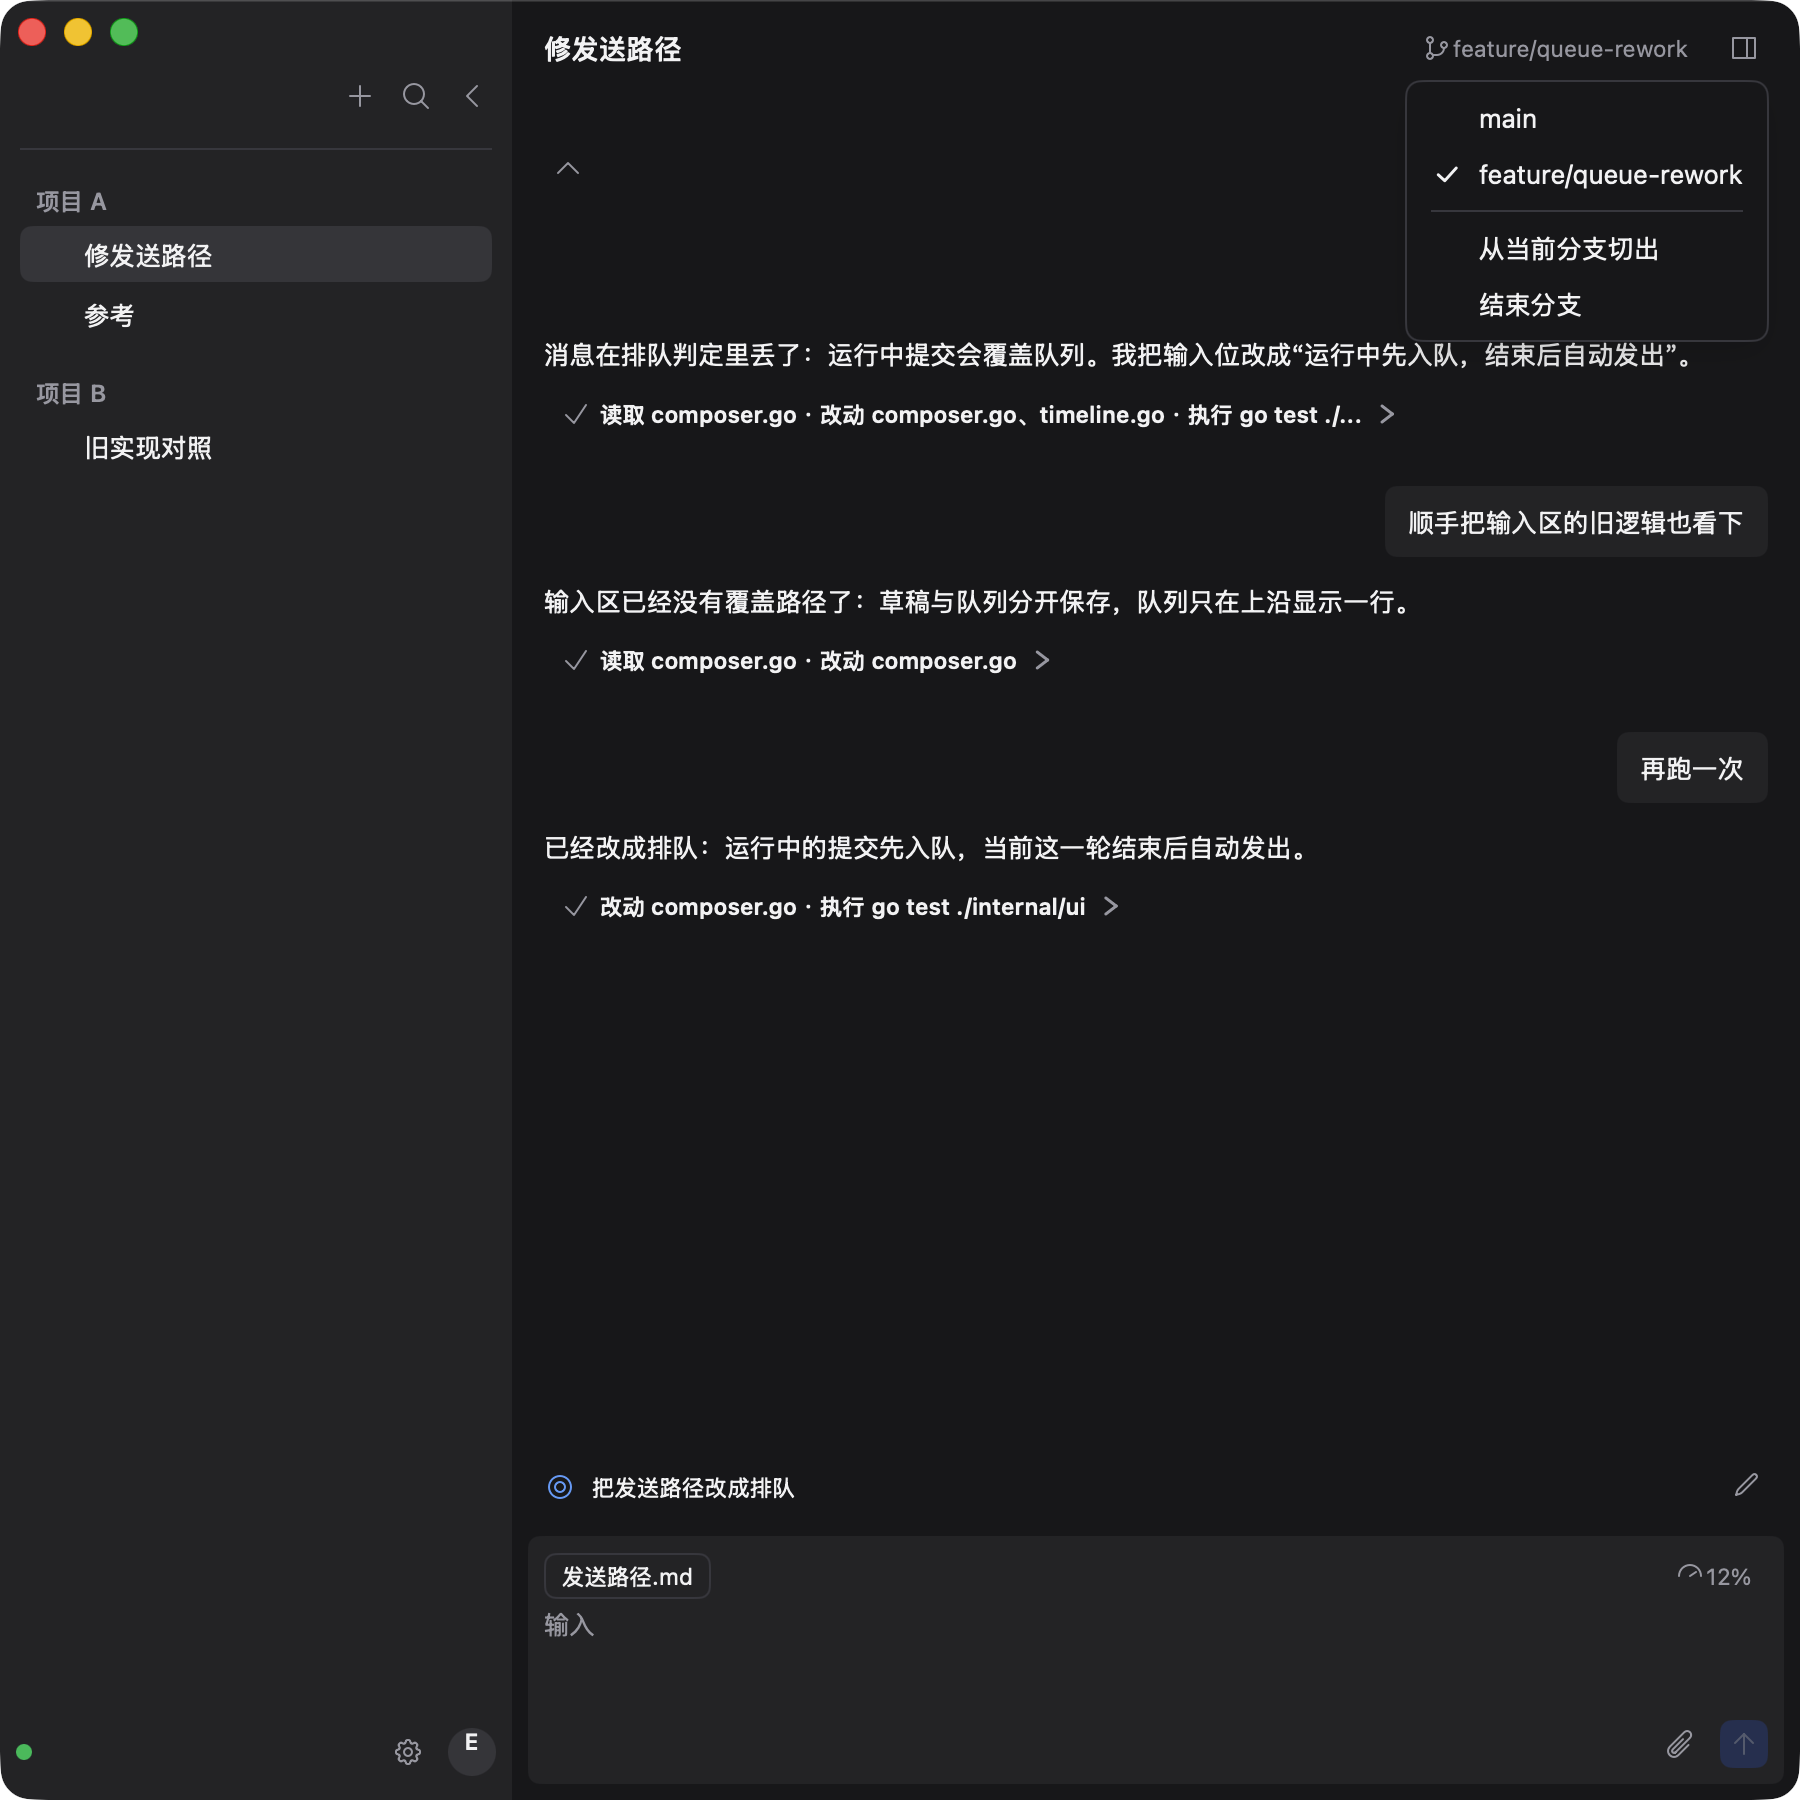 修发送路径
feature/queue-rework
main
feature/queue-rework
从当前分支切出
结束分支
项目 A
修发送路径
参考
项目 B
旧实现对照
消息在排队判定里丢了：运行中提交会覆盖队列。我把输入位改成“运行中先入队，结束后自动发出”。
读取 composer.go · 改动 composer.go、timeline.go · 执行 go test ./...
顺手把输入区的旧逻辑也看下
输入区已经没有覆盖路径了：草稿与队列分开保存，队列只在上沿显示一行。
读取 composer.go · 改动 composer.go
再跑一次
已经改成排队：运行中的提交先入队，当前这一轮结束后自动发出。
改动 composer.go · 执行 go test ./internal/ui
把发送路径改成排队
发送路径.md
12%
输入
E